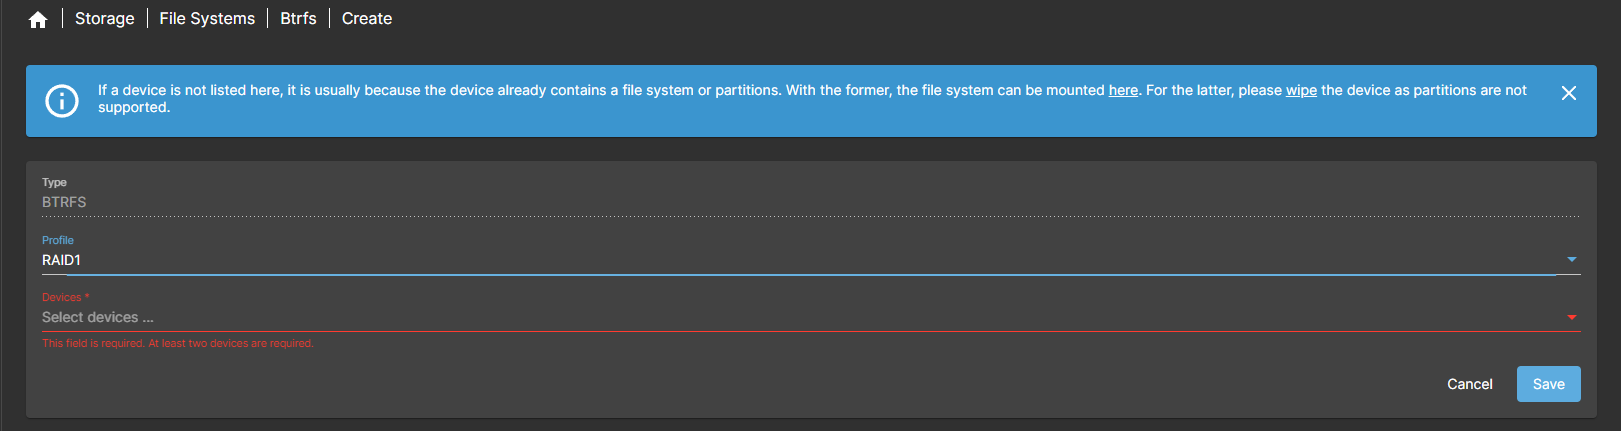 Storage | File Systems | Btrfs | Create
If a device is not listed here, it is usually because the device already contains a file system or partitions. With the former, the file system can be mounted here. For the latter, please wipe the device as partitions are not
supported.
Type
BTRFS
Profile
RAID1
Devices *
Select devices ...
This field is required. At least two devices are required.
Cancel Save